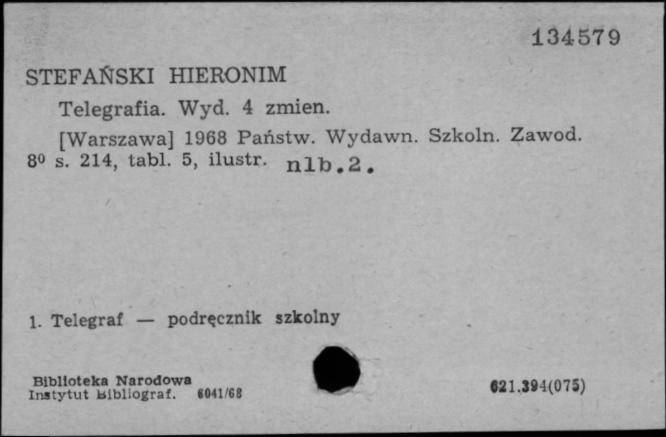 134579
STEFAŃSKI HIERONIM
Telegrafia. Wyd. 4 zmien.
[Warszawa] 1968 Państw. Wydawn. Szkoln. Zawod.
8⁰ s. 214, tabl. 5, ilustr. nlb.2.
1. Telegraf — podręcznik szkolny
Biblioteka Narodowa
Instytut Bibliograf. 6041/68
621.394(075)